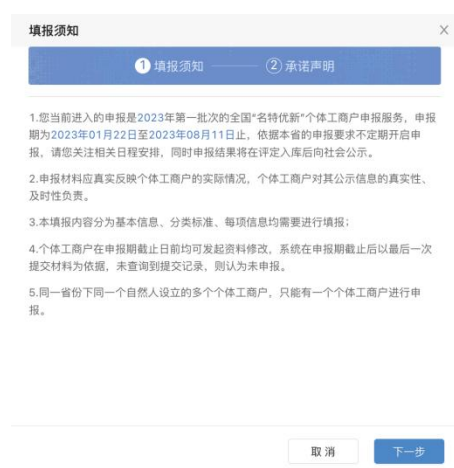 填报须知
1 填报须知 2 承诺声明
1.您当前进入的申报是2023年第一批次的全国“名特优新”个体工商户申报服务，申报
期为2023年01月22日至2023年08月11日止，依据本省的申报要求不定期开启申
报，请您关注相关日程安排，同时申报结果将在评定入库后向社会公示。
2.申报材料应真实反映个体工商户的实际情况，个体工商户对其公示信息的真实性、
及时性负责。
3.本填报内容分为基本信息、分类标准、每项信息均需要进行填报；
4.个体工商户在申报期截止日前均可发起资料修改，系统在申报期截止后以最后一次
提交材料为依据，未查询到提交记录，则认为未申报。
5.同一省份下同一个自然人设立的多个个体工商户，只能有一个个体工商户进行申
报。
取消 下一步